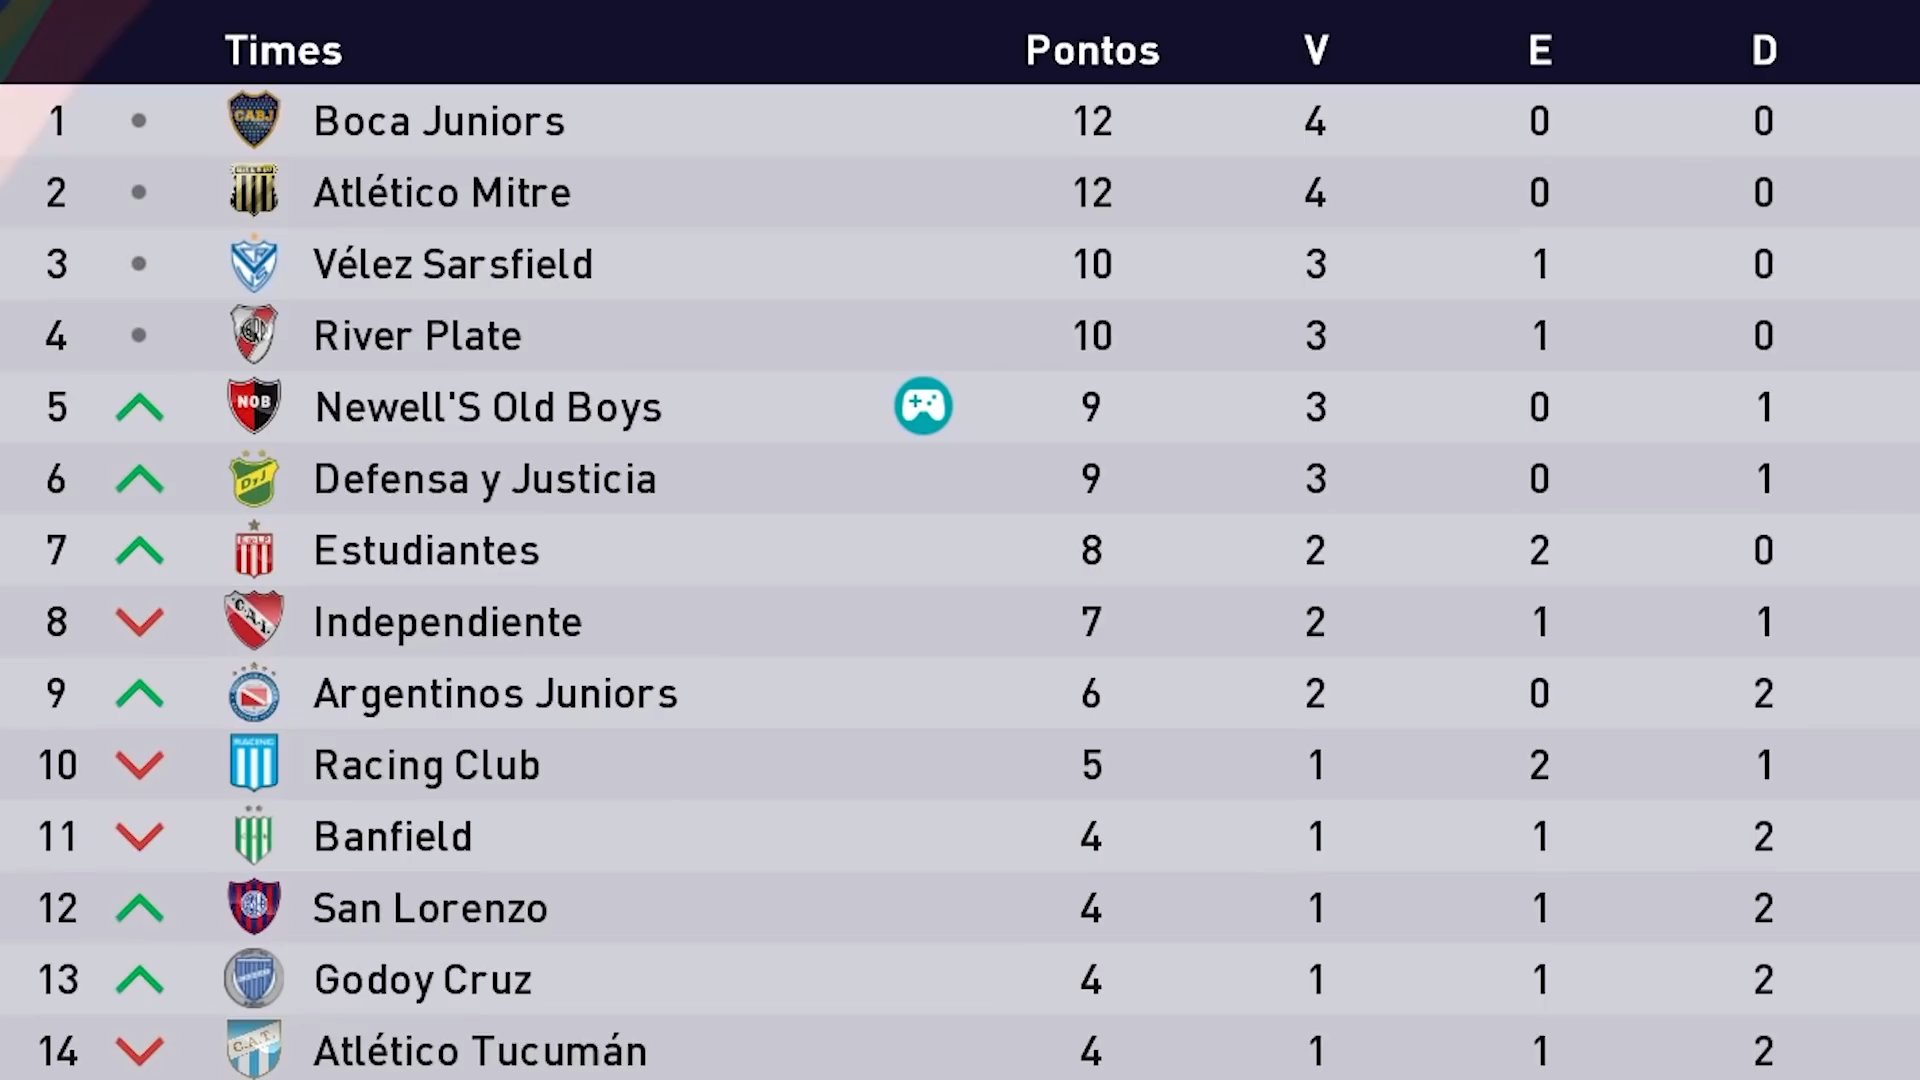 Times Pontos V E D
1 CABJ Boca Juniors 12 4 0 0
2 Atlético Mitre 12 4 0 0
3 Vélez Sarsfield 10 3 1 0
4 River Plate 10 3 1 0
5 NOB Newell'S Old Boys 9 3 0 1
6 DyJ Defensa y Justicia 9 3 0 1
7 Estudiantes 8 2 2 0
8 C.A.I. Independiente 7 2 1 1
9 Argentinos Juniors 6 2 0 2
10 RACING Racing Club 5 1 2 1
11 Banfield 4 1 1 2
12 San Lorenzo 4 1 1 2
13 Godoy Cruz 4 1 1 2
14 C.A.T. Atlético Tucumán 4 1 1 2